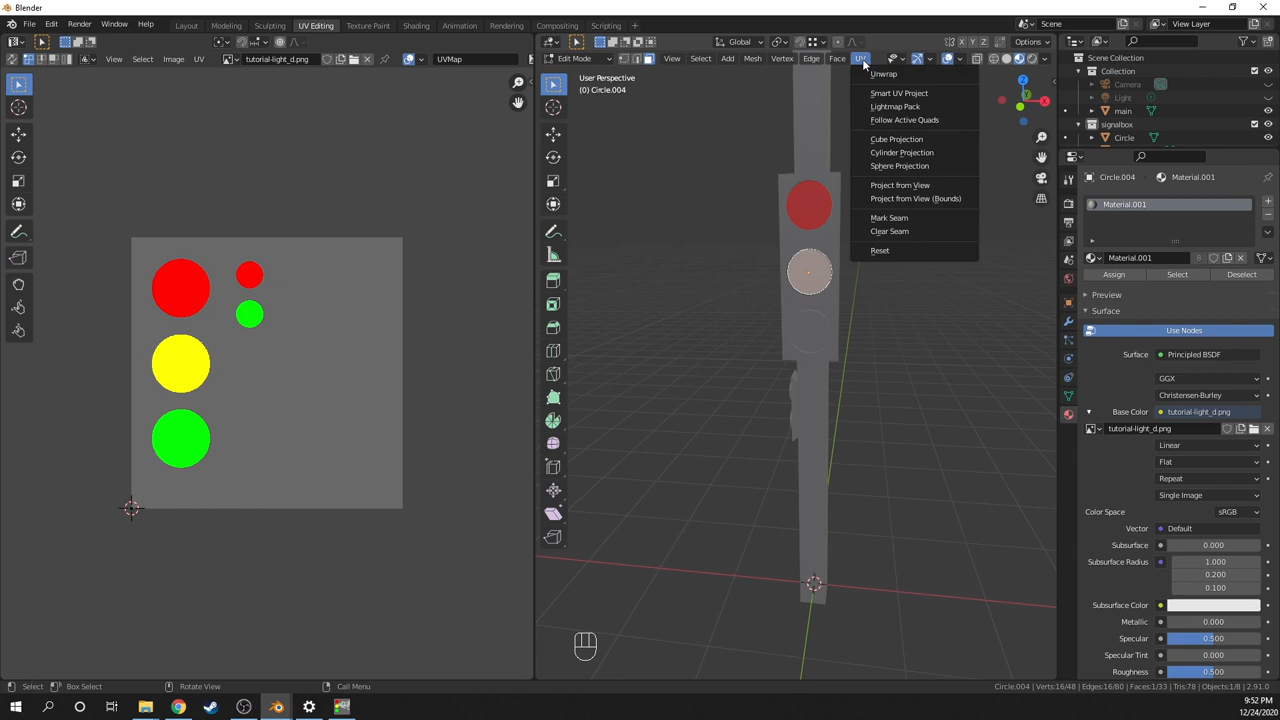 Blender
File Edit Render Window Help Layout Modeling Sculpting UV Editing Texture Paint Shading Animation Rendering Compositing Scripting + Scene View Layer
Global Options
View Select Image UV tutorial-light_d.png UVMap
Edit Mode View Select Add Mesh Vertex Edge Face UV
User Perspective
(0) Circle.004
Unwrap
Smart UV Project
Lightmap Pack
Follow Active Quads
Cube Projection
Cylinder Projection
Sphere Projection
Project from View
Project from View (Bounds)
Mark Seam
Clear Seam
Reset
Z
Y
X
Scene Collection
Collection
Camera
Light
main
signalbox
Circle
Circle.004 Material.001
Material.001
Material.001 8
Assign Select Deselect
Preview
Surface
Use Nodes
Surface Principled BSDF
GGX
Christensen-Burley
Base Color tutorial-light_d.png
tutorial-light_d.png
Linear
Flat
Repeat
Single Image
Color Space sRGB
Vector Default
Subsurface 0.000
Subsurface Radius 1.000
0.200
0.100
Subsurface Color
Metallic 0.000
Specular 0.500
Specular Tint 0.000
Roughness 0.500
Select Box Select Rotate View Call Menu Circle.004 | Verts:16/48 | Edges:16/80 | Faces:1/33 | Tris:78 | Objects:1/8 | 2.91.0
9:52 PM
12/24/2020